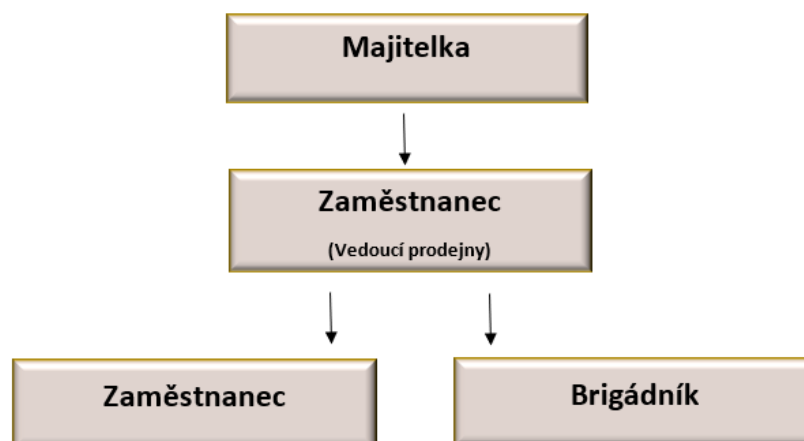 Majitelka
Zaměstnanec
(Vedoucí prodejny)
Zaměstnanec
Brigádník